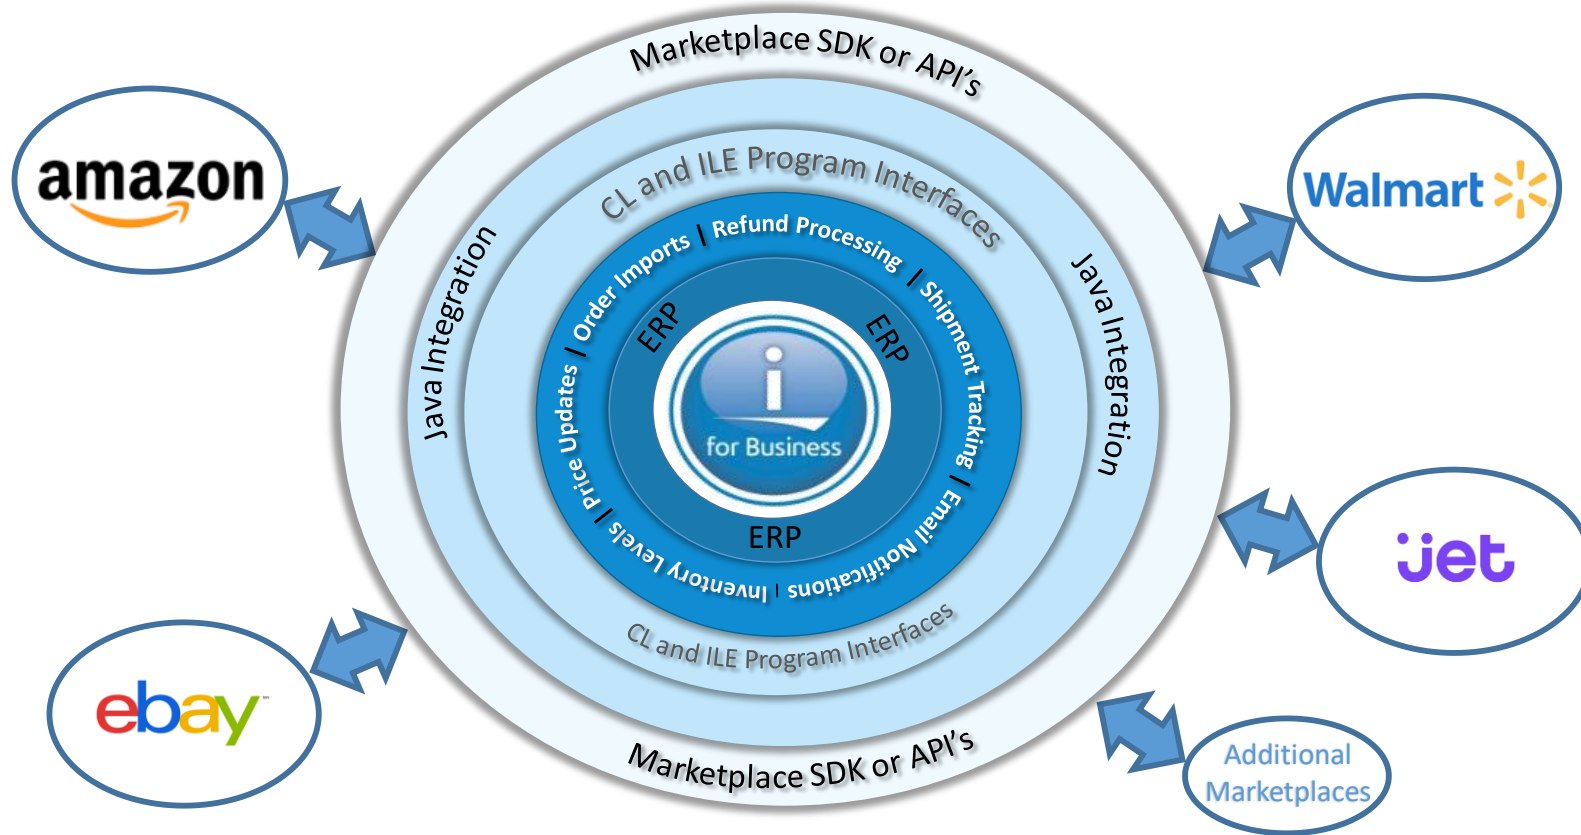 Marketplace SDK or API's
amazon
Walmart
CL and ILE Program Interfaces
Java Integration
Java Integration
Order Imports | Refund Processing | Shipment Tracking | Email Notifications | Inventory Levels | Price Updates |
ERP
ERP
i
for Business
ERP
jet
CL and ILE Program Interfaces
ebay
Marketplace SDK or API's
Additional
Marketplaces